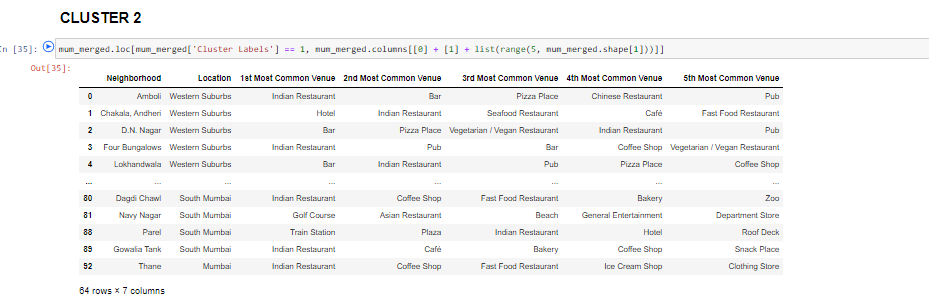 CLUSTER 2
In [35]: mum_merged.loc[mum_merged['Cluster Labels'] == 1, mum_merged.columns[[0] + [1] + list(range(5, mum_merged.shape[1]))]]
Out[35]:
Neighborhood Location 1st Most Common Venue 2nd Most Common Venue 3rd Most Common Venue 4th Most Common Venue 5th Most Common Venue
0 Amboli Western Suburbs Indian Restaurant Bar Pizza Place Chinese Restaurant Pub
1 Chakala, Andheri Western Suburbs Hotel Indian Restaurant Seafood Restaurant Café Fast Food Restaurant
2 D.N. Nagar Western Suburbs Bar Pizza Place Vegetarian / Vegan Restaurant Indian Restaurant Pub
3 Four Bungalows Western Suburbs Indian Restaurant Pub Bar Coffee Shop Vegetarian / Vegan Restaurant
4 Lokhandwala Western Suburbs Bar Indian Restaurant Pub Pizza Place Coffee Shop
... ... ... ... ... ... ... ...
80 Dagdi Chawl South Mumbai Indian Restaurant Coffee Shop Fast Food Restaurant Bakery Zoo
81 Navy Nagar South Mumbai Golf Course Asian Restaurant Beach General Entertainment Department Store
88 Parel South Mumbai Train Station Plaza Indian Restaurant Hotel Roof Deck
89 Gowalia Tank South Mumbai Indian Restaurant Café Bakery Coffee Shop Snack Place
92 Thane Mumbai Indian Restaurant Coffee Shop Fast Food Restaurant Ice Cream Shop Clothing Store
64 rows × 7 columns